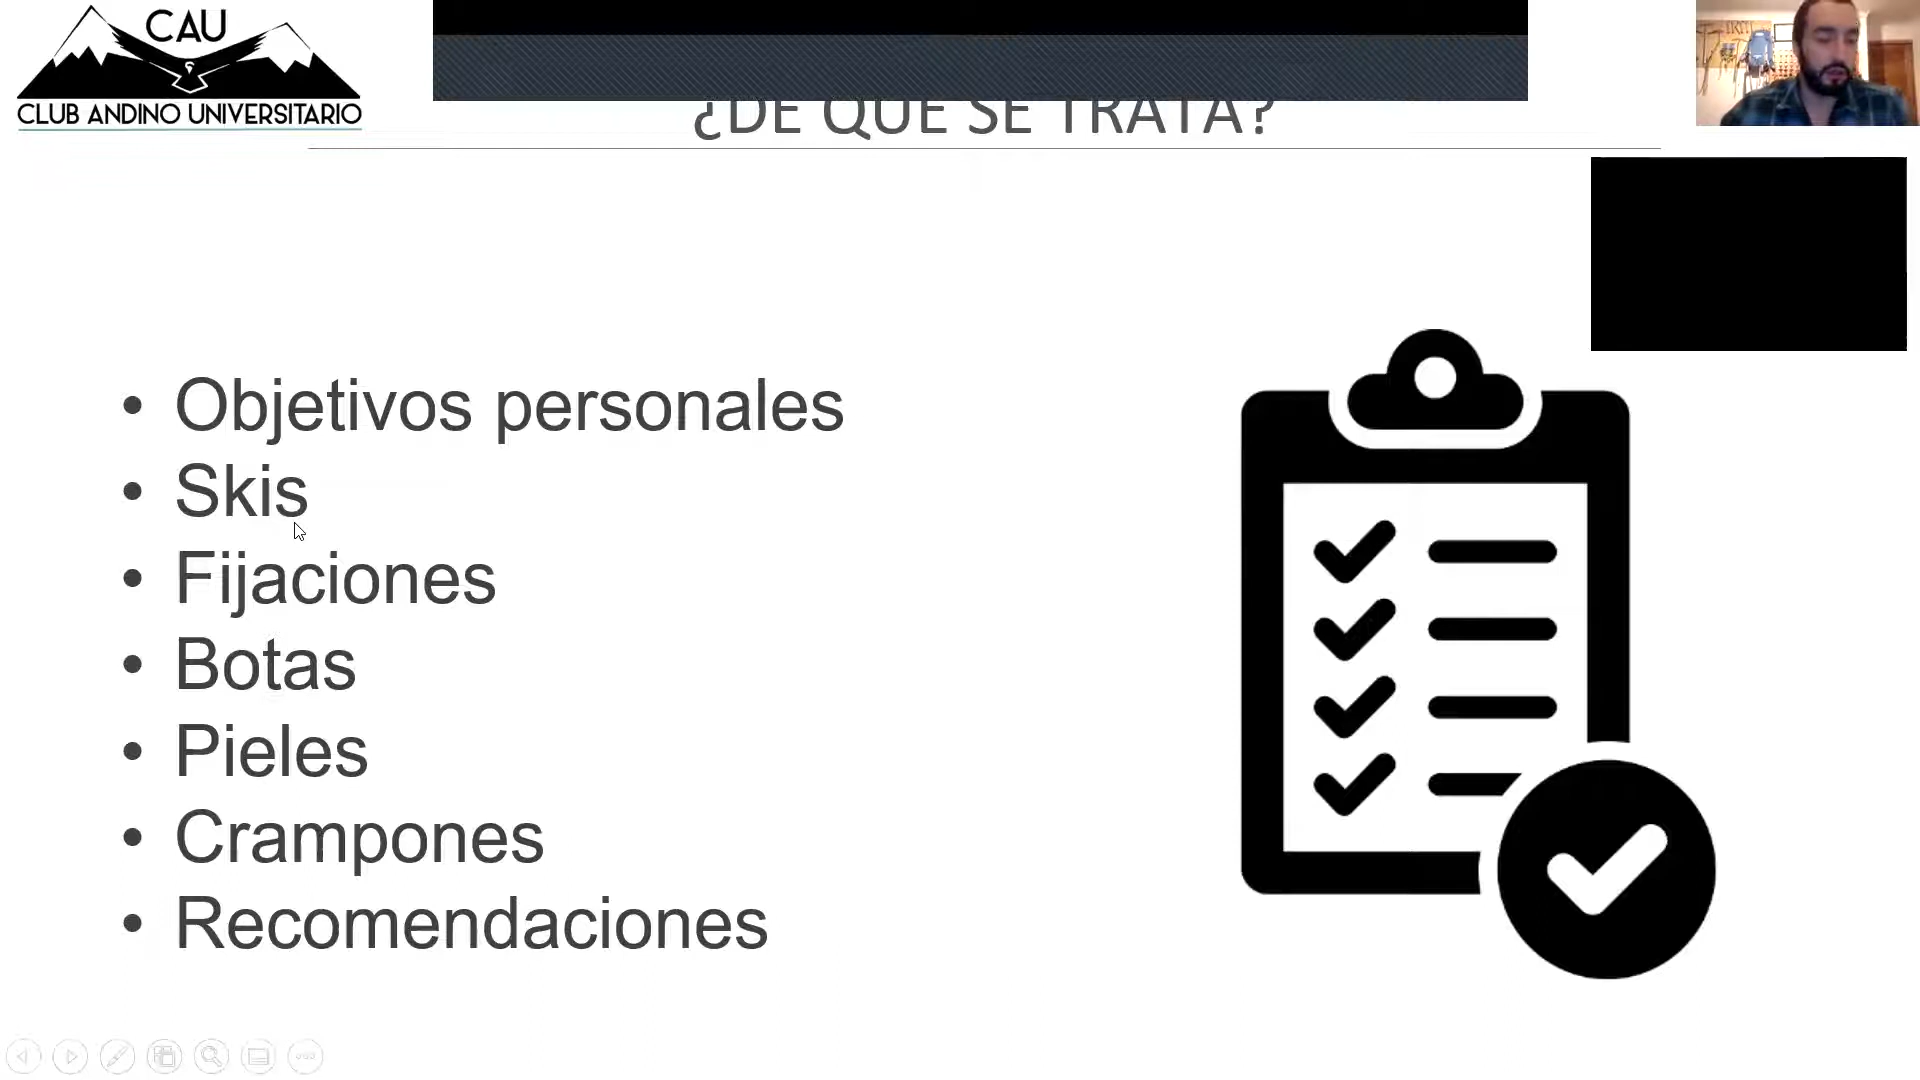 CAU
CLUB ANDINO UNIVERSITARIO
¿DE QUE SE TRATA?
• Objetivos personales
• Skis
• Fijaciones
• Botas
• Pieles
• Crampones
• Recomendaciones